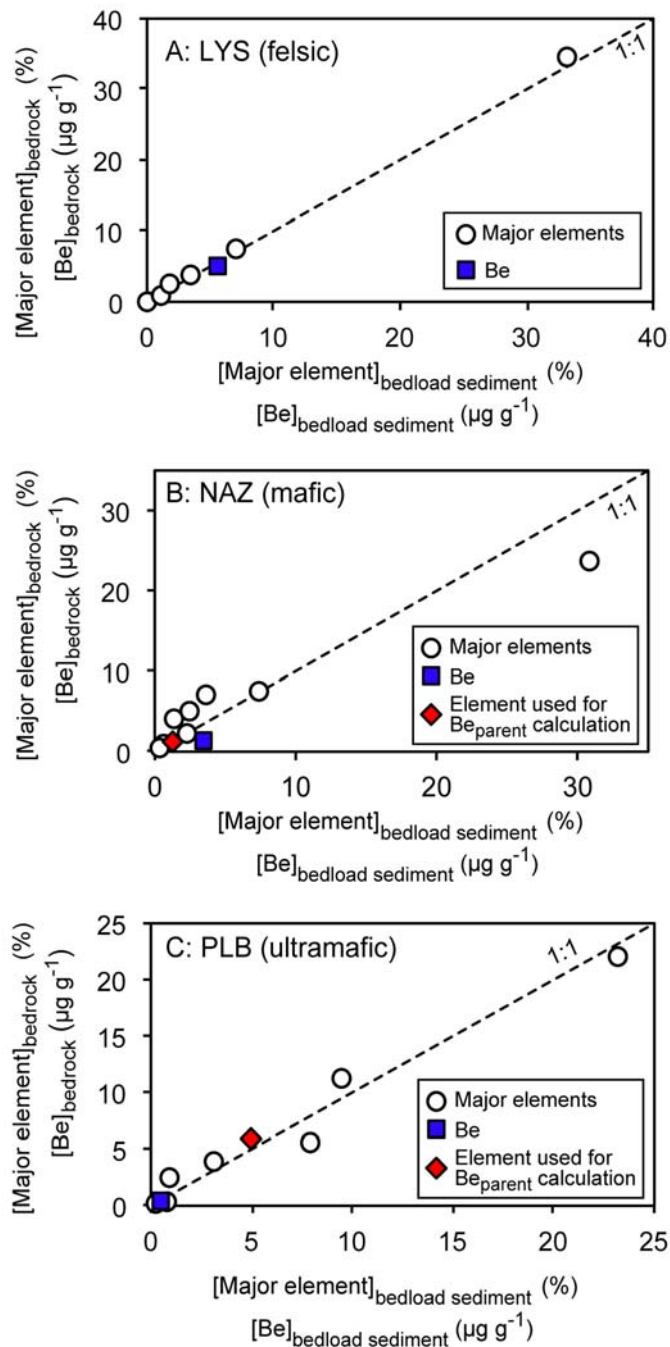 A: LYS (felsic)
1:1
[Major element]bedrock (%)
[Be]bedrock (µg g-1)
40
30
20
10
0
Major elements
Be
0 10 20 30 40
[Major element]bedload sediment (%)
[Be]bedload sediment (µg g-1)
B: NAZ (mafic)
1:1
[Major element]bedrock (%)
[Be]bedrock (µg g-1)
30
20
10
0
Major elements
Be
Element used for
Beparent calculation
0 10 20 30
[Major element]bedload sediment (%)
[Be]bedload sediment (µg g-1)
C: PLB (ultramafic)
1:1
[Major element]bedrock (%)
[Be]bedrock (µg g-1)
25
20
15
10
5
0
Major elements
Be
Element used for
Beparent calculation
0 5 10 15 20 25
[Major element]bedload sediment (%)
[Be]bedload sediment (µg g-1)